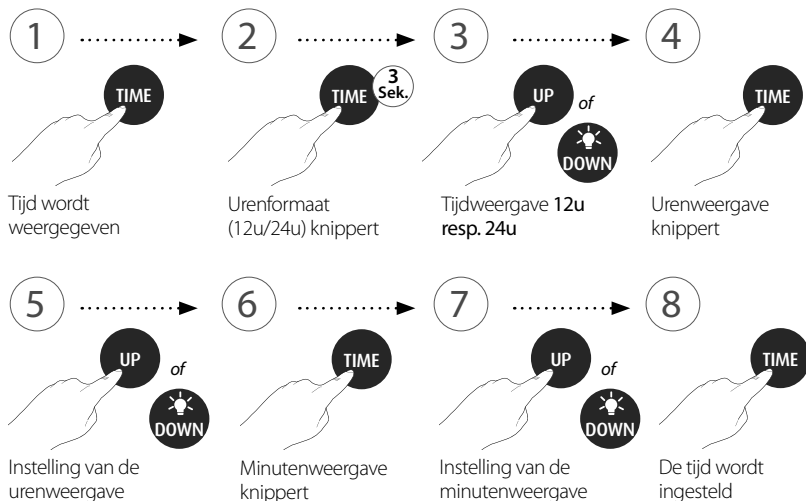 1
TIME
Tijd wordt
weergegeven
2
TIME
3
Sek.
Urenformaat
(12u/24u) knippert
3
UP
of
DOWN
Tijdweergave 12u
resp. 24u
4
TIME
Urenweergave
knippert
5
UP
of
DOWN
Instelling van de
urenweergave
6
TIME
Minutenweergave
knippert
7
UP
of
DOWN
Instelling van de
minutenweergave
8
TIME
De tijd wordt
ingesteld